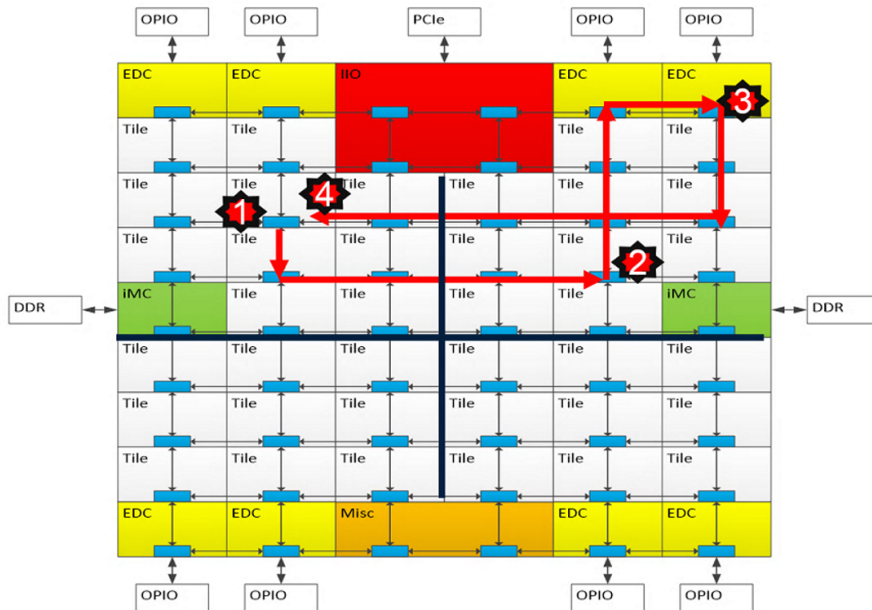 OPIO OPIO PCIe OPIO OPIO
EDC EDC IIO EDC EDC
3
Tile Tile Tile Tile
Tile Tile Tile Tile Tile Tile
4
1
Tile Tile Tile Tile Tile Tile
2
iMC Tile Tile Tile Tile iMC
DDR DDR
Tile Tile Tile Tile Tile Tile
Tile Tile Tile Tile Tile Tile
Tile Tile Tile Tile Tile Tile
EDC EDC Misc EDC EDC
OPIO OPIO OPIO OPIO